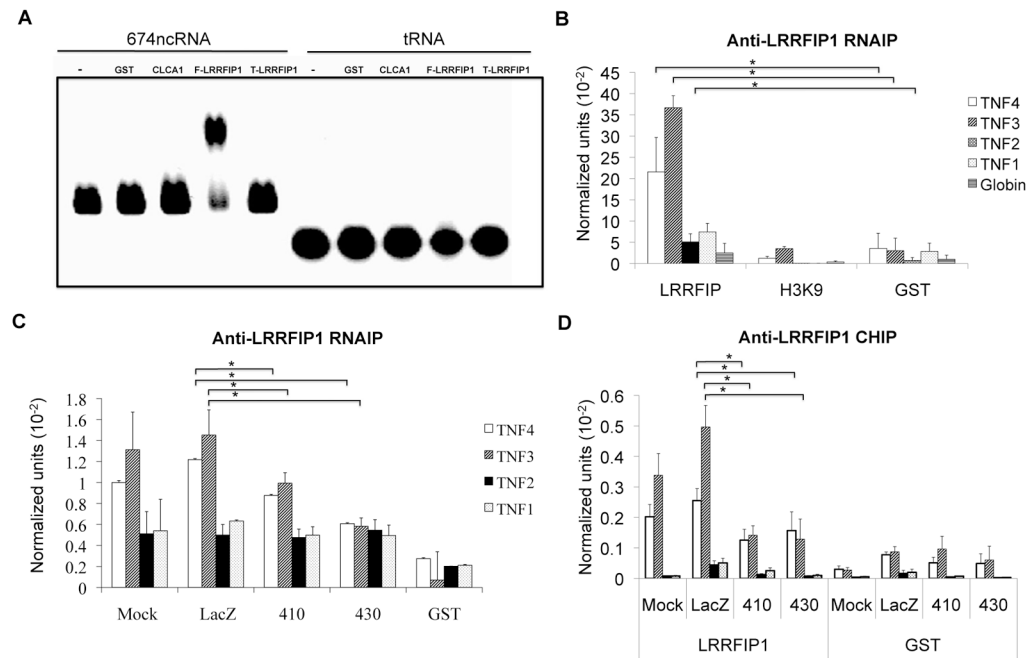 A
674ncRNA tRNA
- GST CLCA1 F-LRRFIP1 T-LRRFIP1 - GST CLCA1 F-LRRFIP1 T-LRRFIP1
B
Anti-LRRFIP1 RNAIP
* * *
Normalized units (10-2)
45
40
35
30
25
20
15
10
5
0
LRRFIP H3K9 GST
TNF4
TNF3
TNF2
TNF1
Globin
C
Anti-LRRFIP1 RNAIP
* * * *
Normalized units (10-2)
1.8
1.6
1.4
1.2
1
0.8
0.6
0.4
0.2
0
Mock LacZ 410 430 GST
TNF4
TNF3
TNF2
TNF1
D
Anti-LRRFIP1 CHIP
* * * *
Normalized units (10-2)
0.6
0.5
0.4
0.3
0.2
0.1
0
Mock LacZ 410 430 Mock LacZ 410 430
LRRFIP1 GST